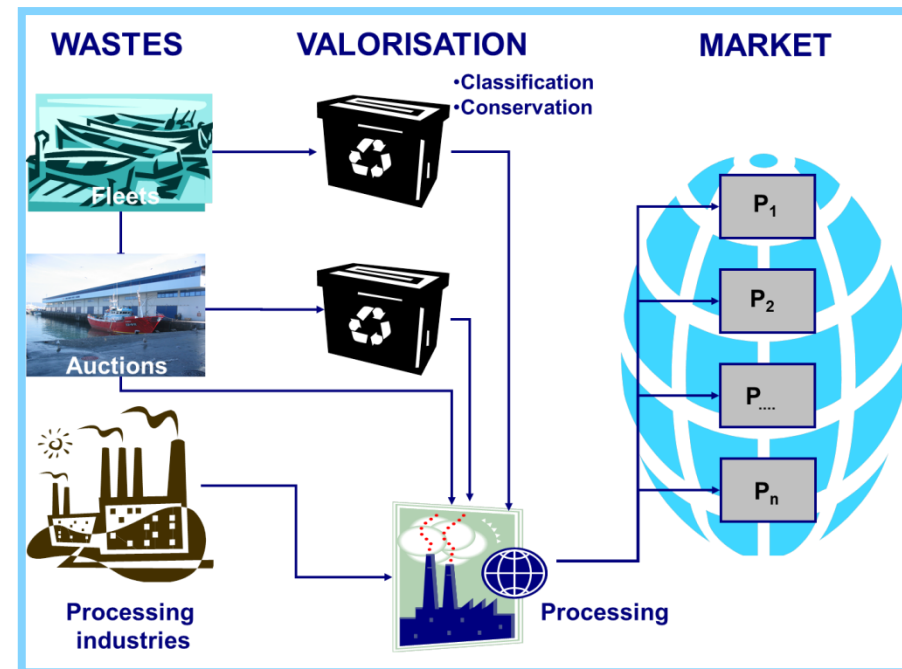 WASTES
VALORISATION
MARKET
•Classification
•Conservation
Fleets
Auctions
Processing
industries
Processing
P1
P2
P....
Pn